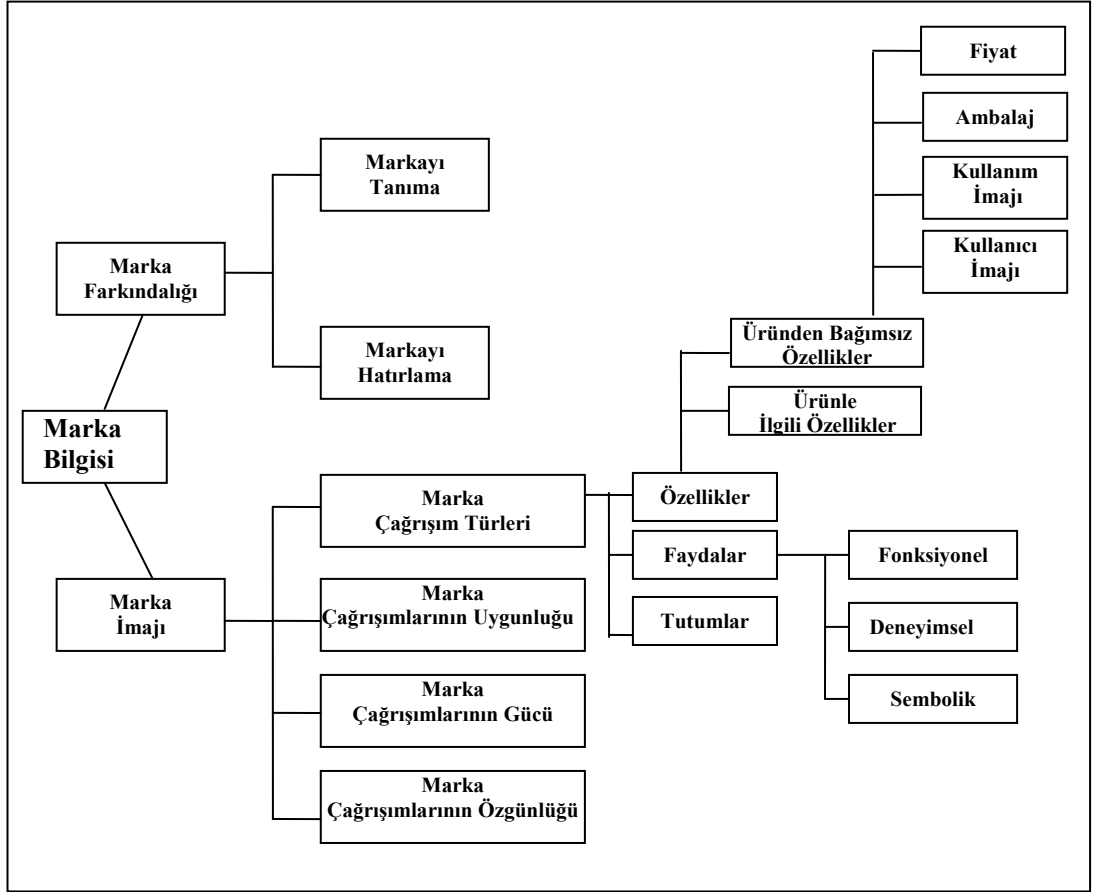 Fiyat
Ambalaj
Kullanım
İmajı
Kullanıcı
İmajı
Üründen Bağımsız
Özellikler
Ürünle
İlgili Özellikler
Markayı
Tanıma
Marka
Farkındalığı
Markayı
Hatırlama
Marka
Bilgisi
Marka
Çağrışım Türleri
Özellikler
Faydalar
Tutumlar
Fonksiyonel
Deneyimsel
Sembolik
Marka
İmajı
Marka
Çağrışımlarının Uygunluğu
Marka
Çağrışımlarının Gücü
Marka
Çağrışımlarının Özgünlüğü